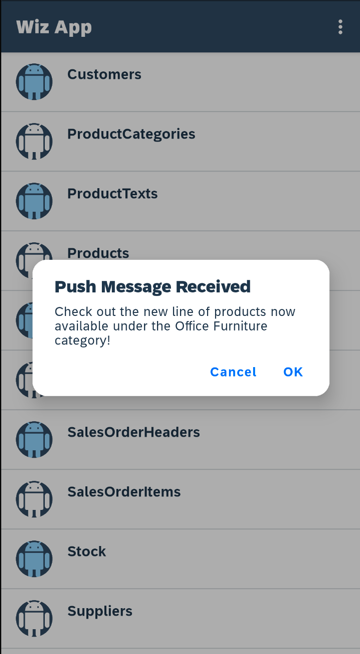 Wiz App
Customers
ProductCategories
ProductTexts
Products
Push Message Received
Check out the new line of products now
available under the Office Furniture
category!
Cancel OK
SalesOrderHeaders
SalesOrderItems
Stock
Suppliers